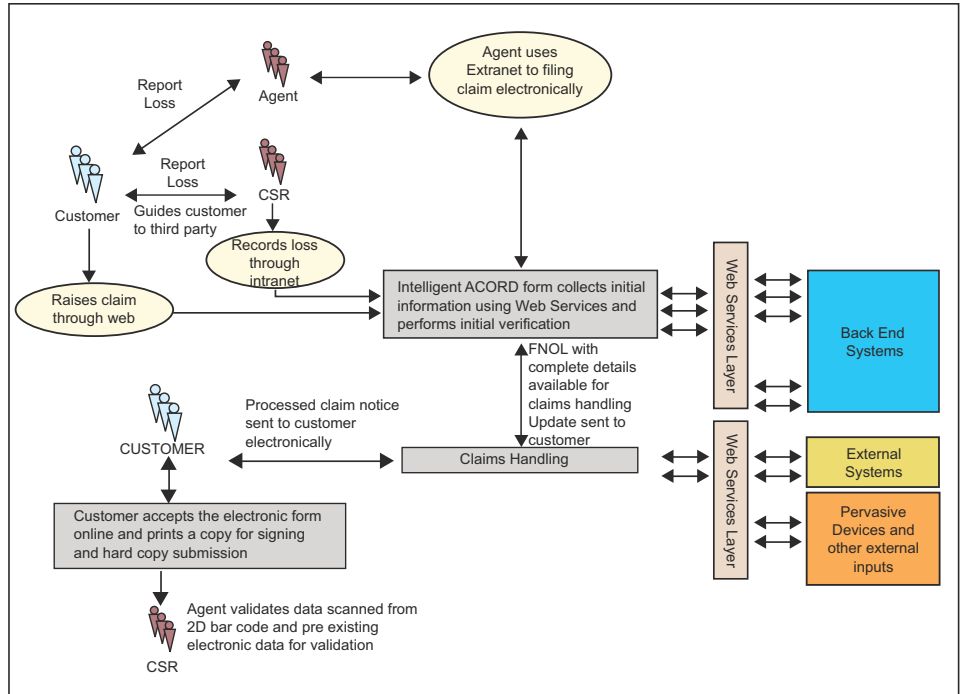 Agent uses
Extranet to filing
claim electronically
Report
Loss
Agent
Report
Loss
Customer
Guides customer
to third party
CSR
Records loss
through
intranet
Raises claim
through web
Intelligent ACORD form collects initial
information using Web Services and
performs initial verification
Web Services Layer
Back End
Systems
FNOL with
complete details
available for
claims handling
Update sent to
customer
Processed claim notice
sent to customer
electronically
CUSTOMER
Claims Handling
Web Services Layer
External
Systems
Pervasive
Devices and
other external
inputs
Customer accepts the electronic form
online and prints a copy for signing
and hard copy submission
Agent validates data scanned from
2D bar code and pre existing
electronic data for validation
CSR